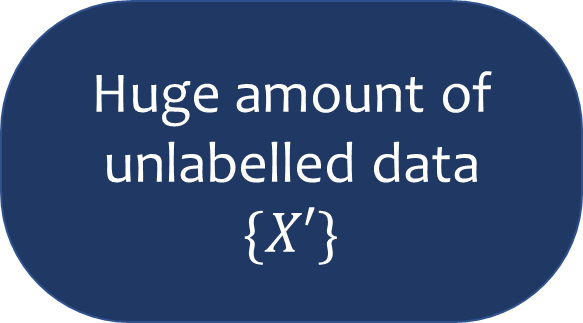 Huge amount of
unlabelled data
{X′}